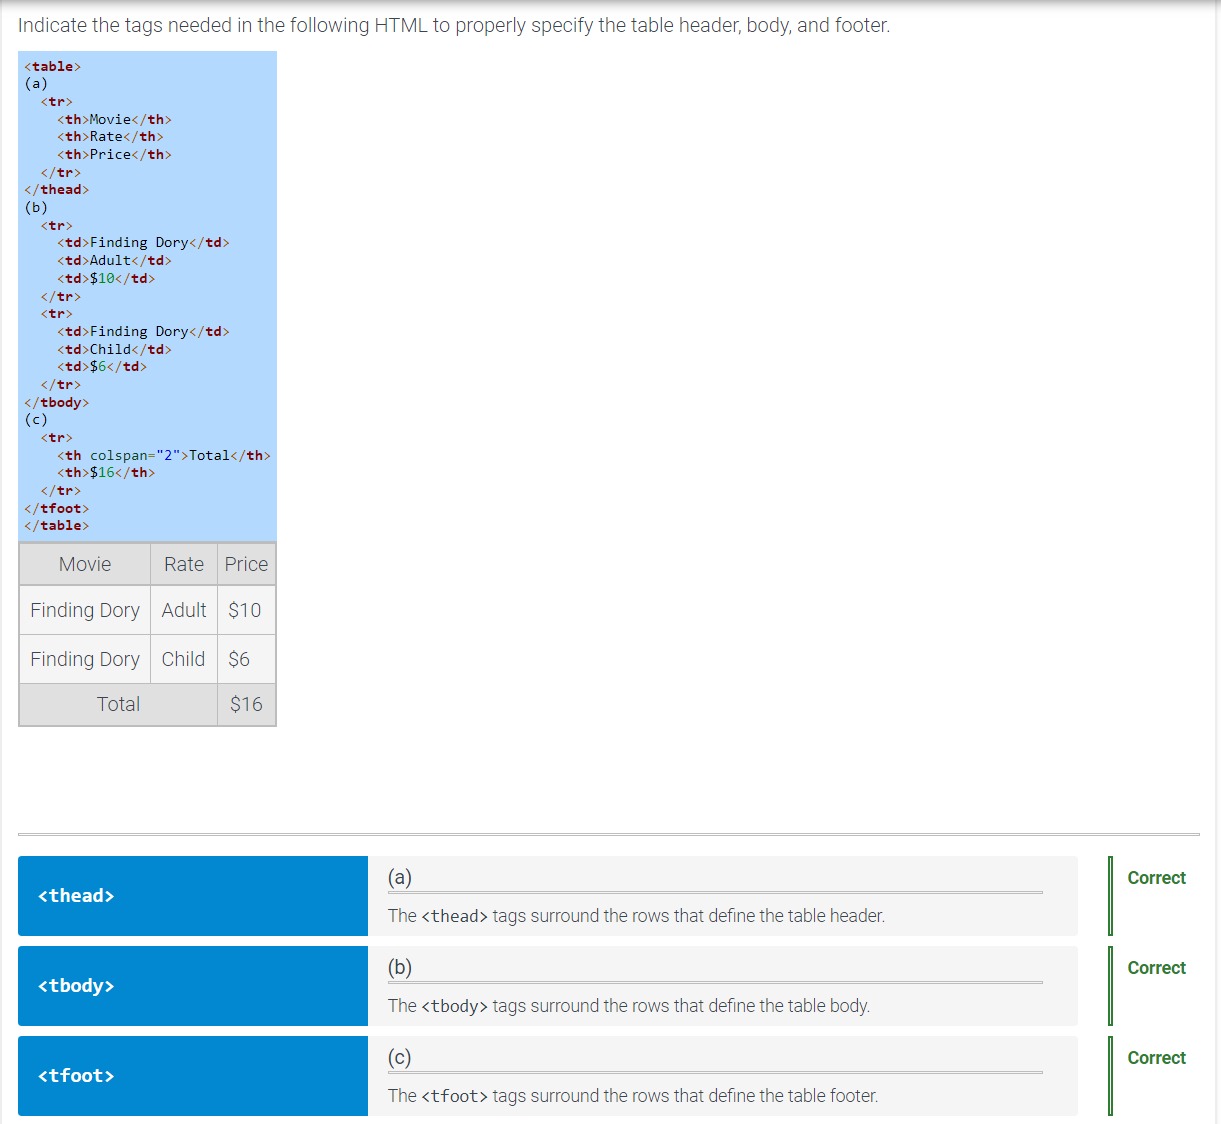 Indicate the tags needed in the following HTML to properly specify the table header, body, and footer.
<table>
(a)
  <tr>
    <th>Movie</th>
    <th>Rate</th>
    <th>Price</th>
  </tr>
</thead>
(b)
  <tr>
    <td>Finding Dory</td>
    <td>Adult</td>
    <td>$10</td>
  </tr>
  <tr>
    <td>Finding Dory</td>
    <td>Child</td>
    <td>$6</td>
  </tr>
</tbody>
(c)
  <tr>
    <th colspan="2">Total</th>
    <th>$16</th>
  </tr>
</tfoot>
</table>
Movie Rate Price
Finding Dory Adult $10
Finding Dory Child $6
Total $16
<thead>
(a)
The <thead> tags surround the rows that define the table header.
Correct
<tbody>
(b)
The <tbody> tags surround the rows that define the table body.
Correct
<tfoot>
(c)
The <tfoot> tags surround the rows that define the table footer.
Correct